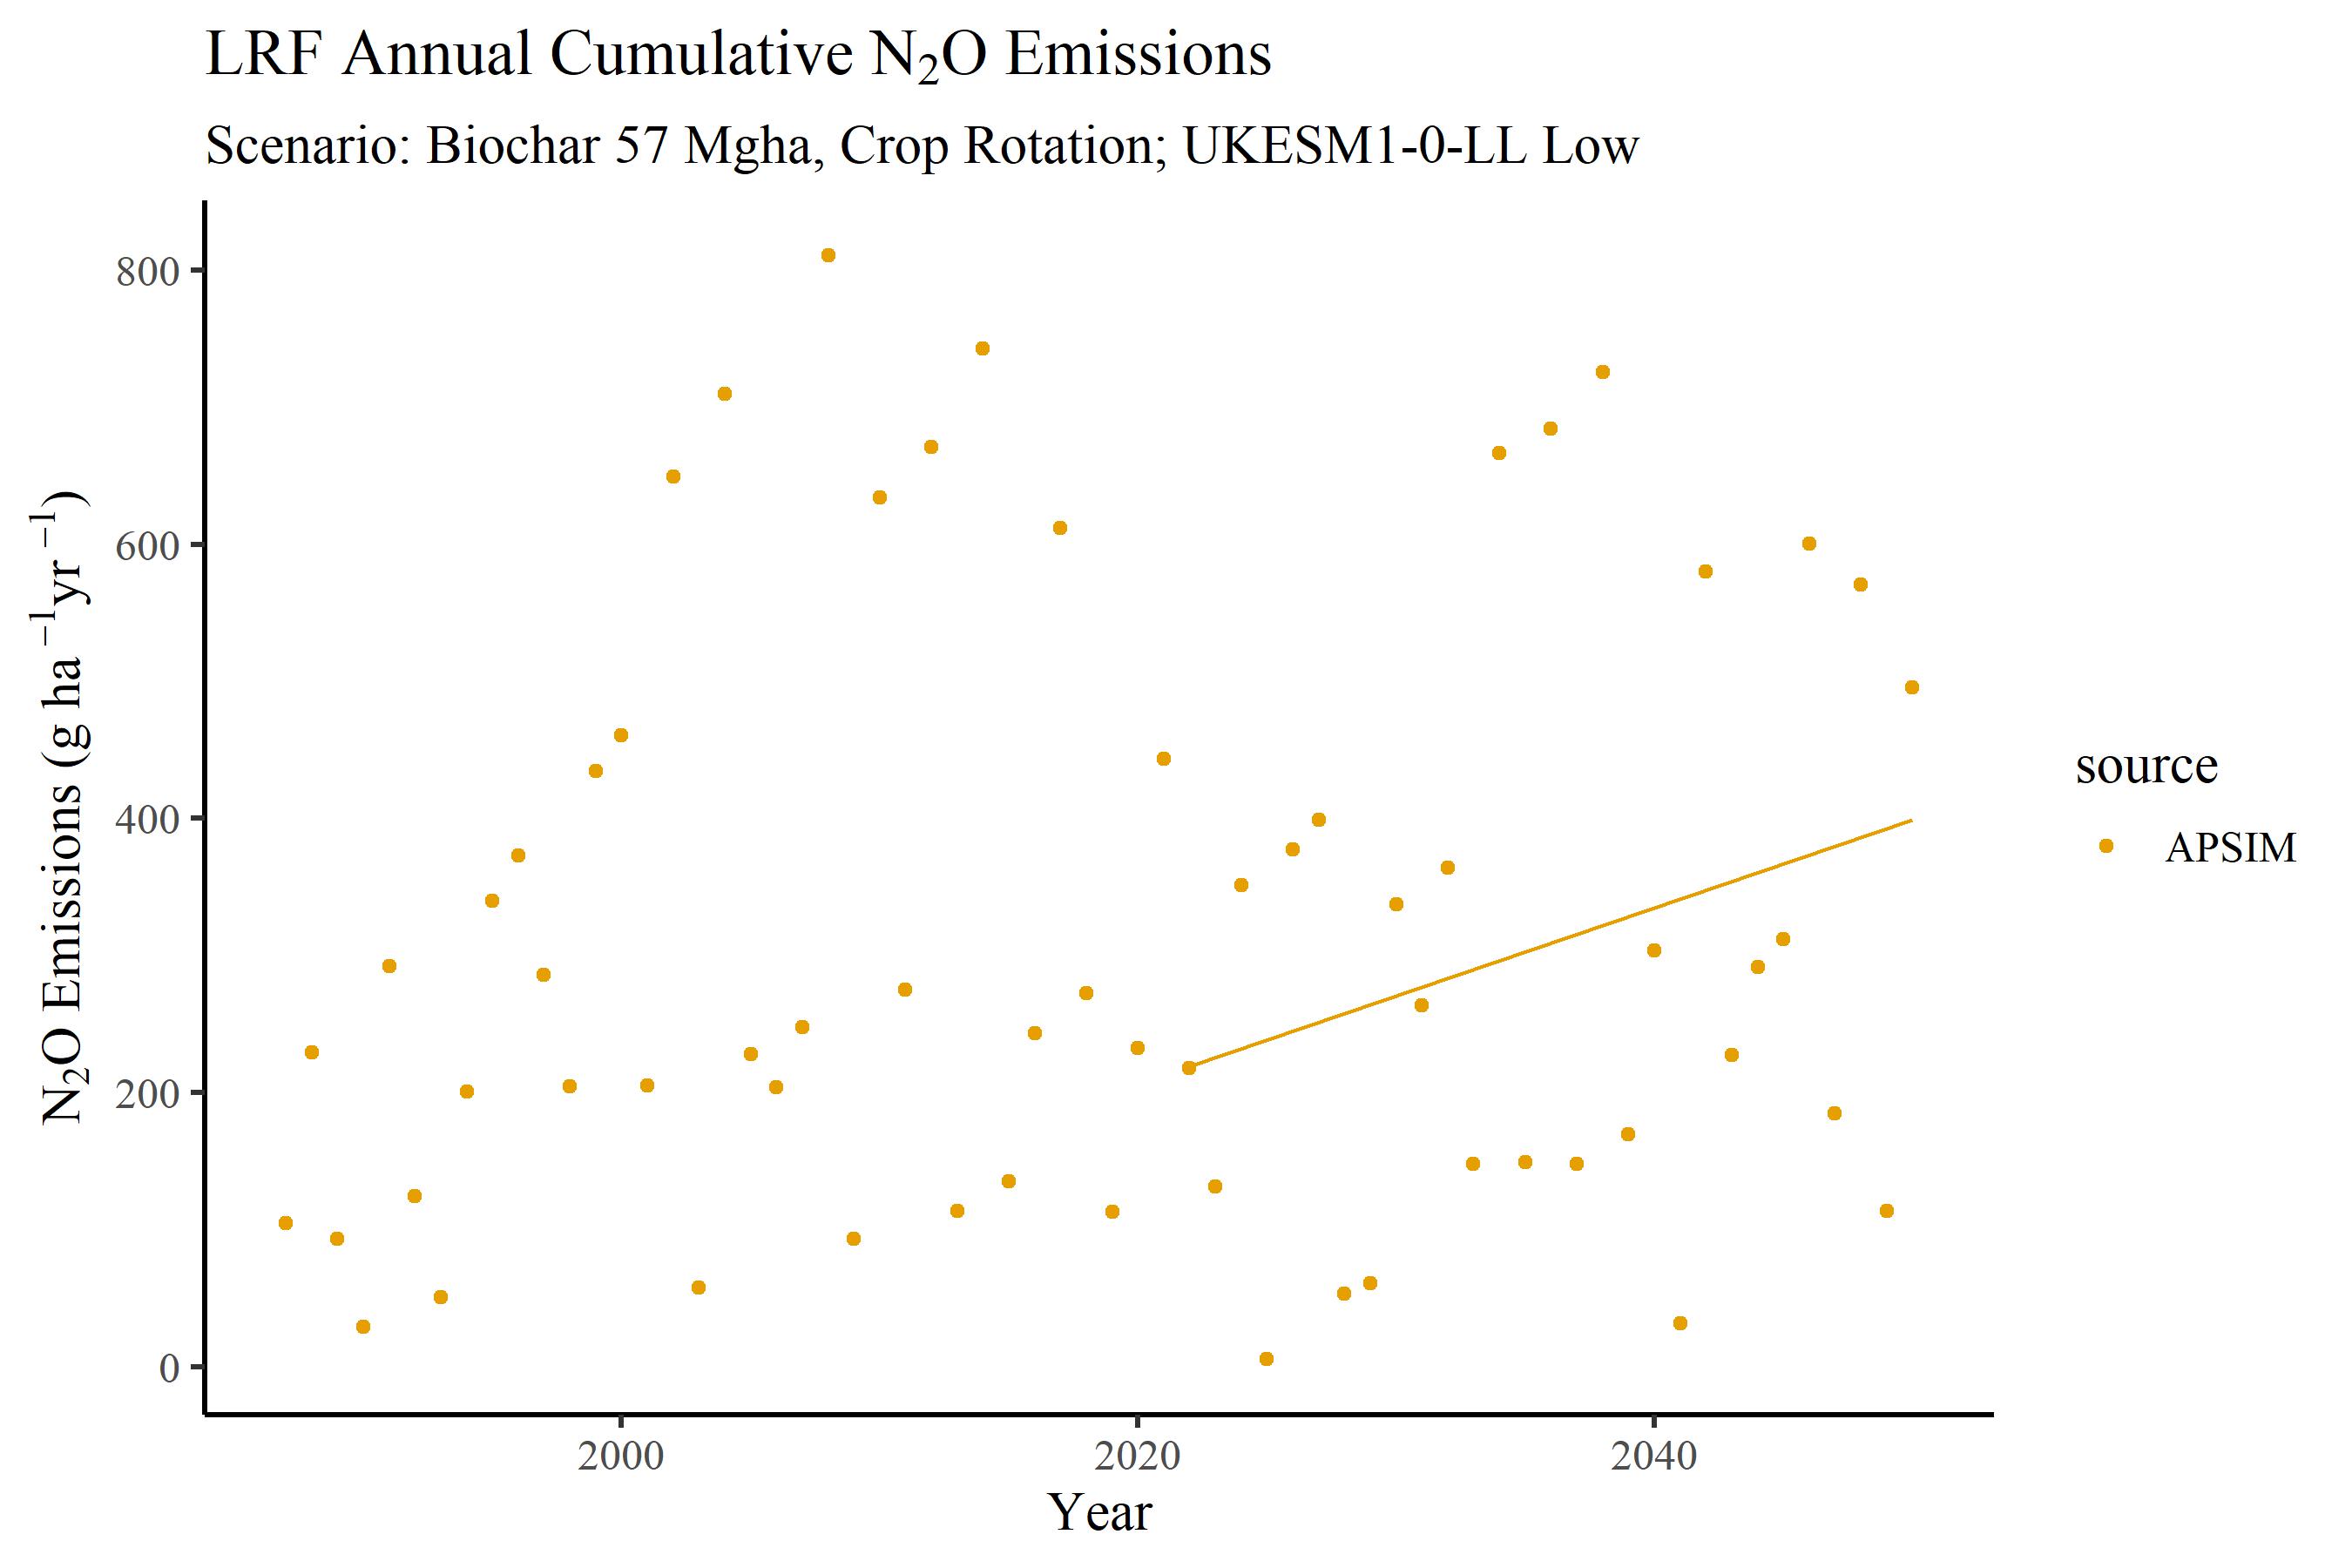 LRF Annual Cumulative N₂O Emissions
Scenario: Biochar 57 Mgha, Crop Rotation; UKESM1-0-LL Low
N₂O Emissions (g ha⁻¹yr⁻¹)
800
600
400
200
0
2000 2020 2040
Year
source
APSIM